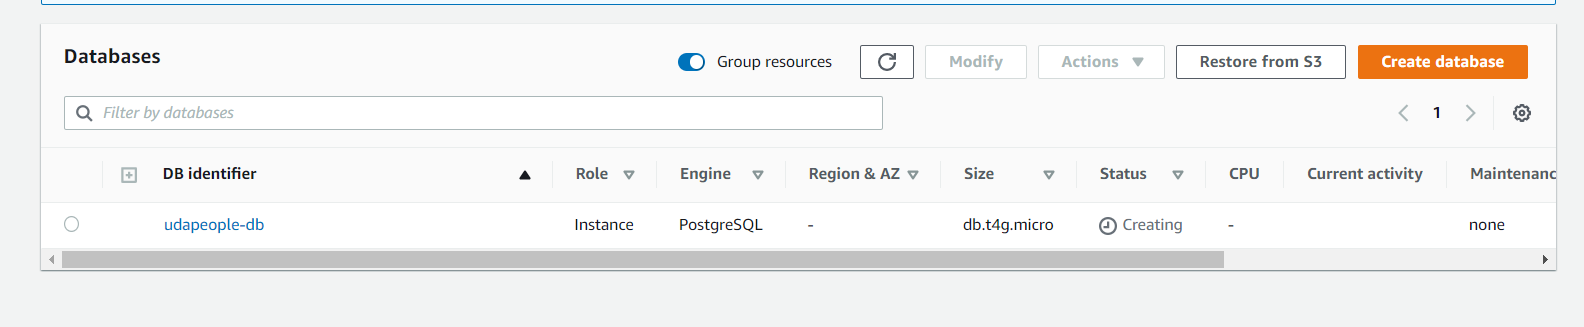 Databases
Group resources
Modify
Actions
Restore from S3
Create database
Filter by databases
1
DB identifier Role Engine Region & AZ Size Status CPU Current activity Maintenanc
udapeople-db Instance PostgreSQL - db.t4g.micro Creating - none